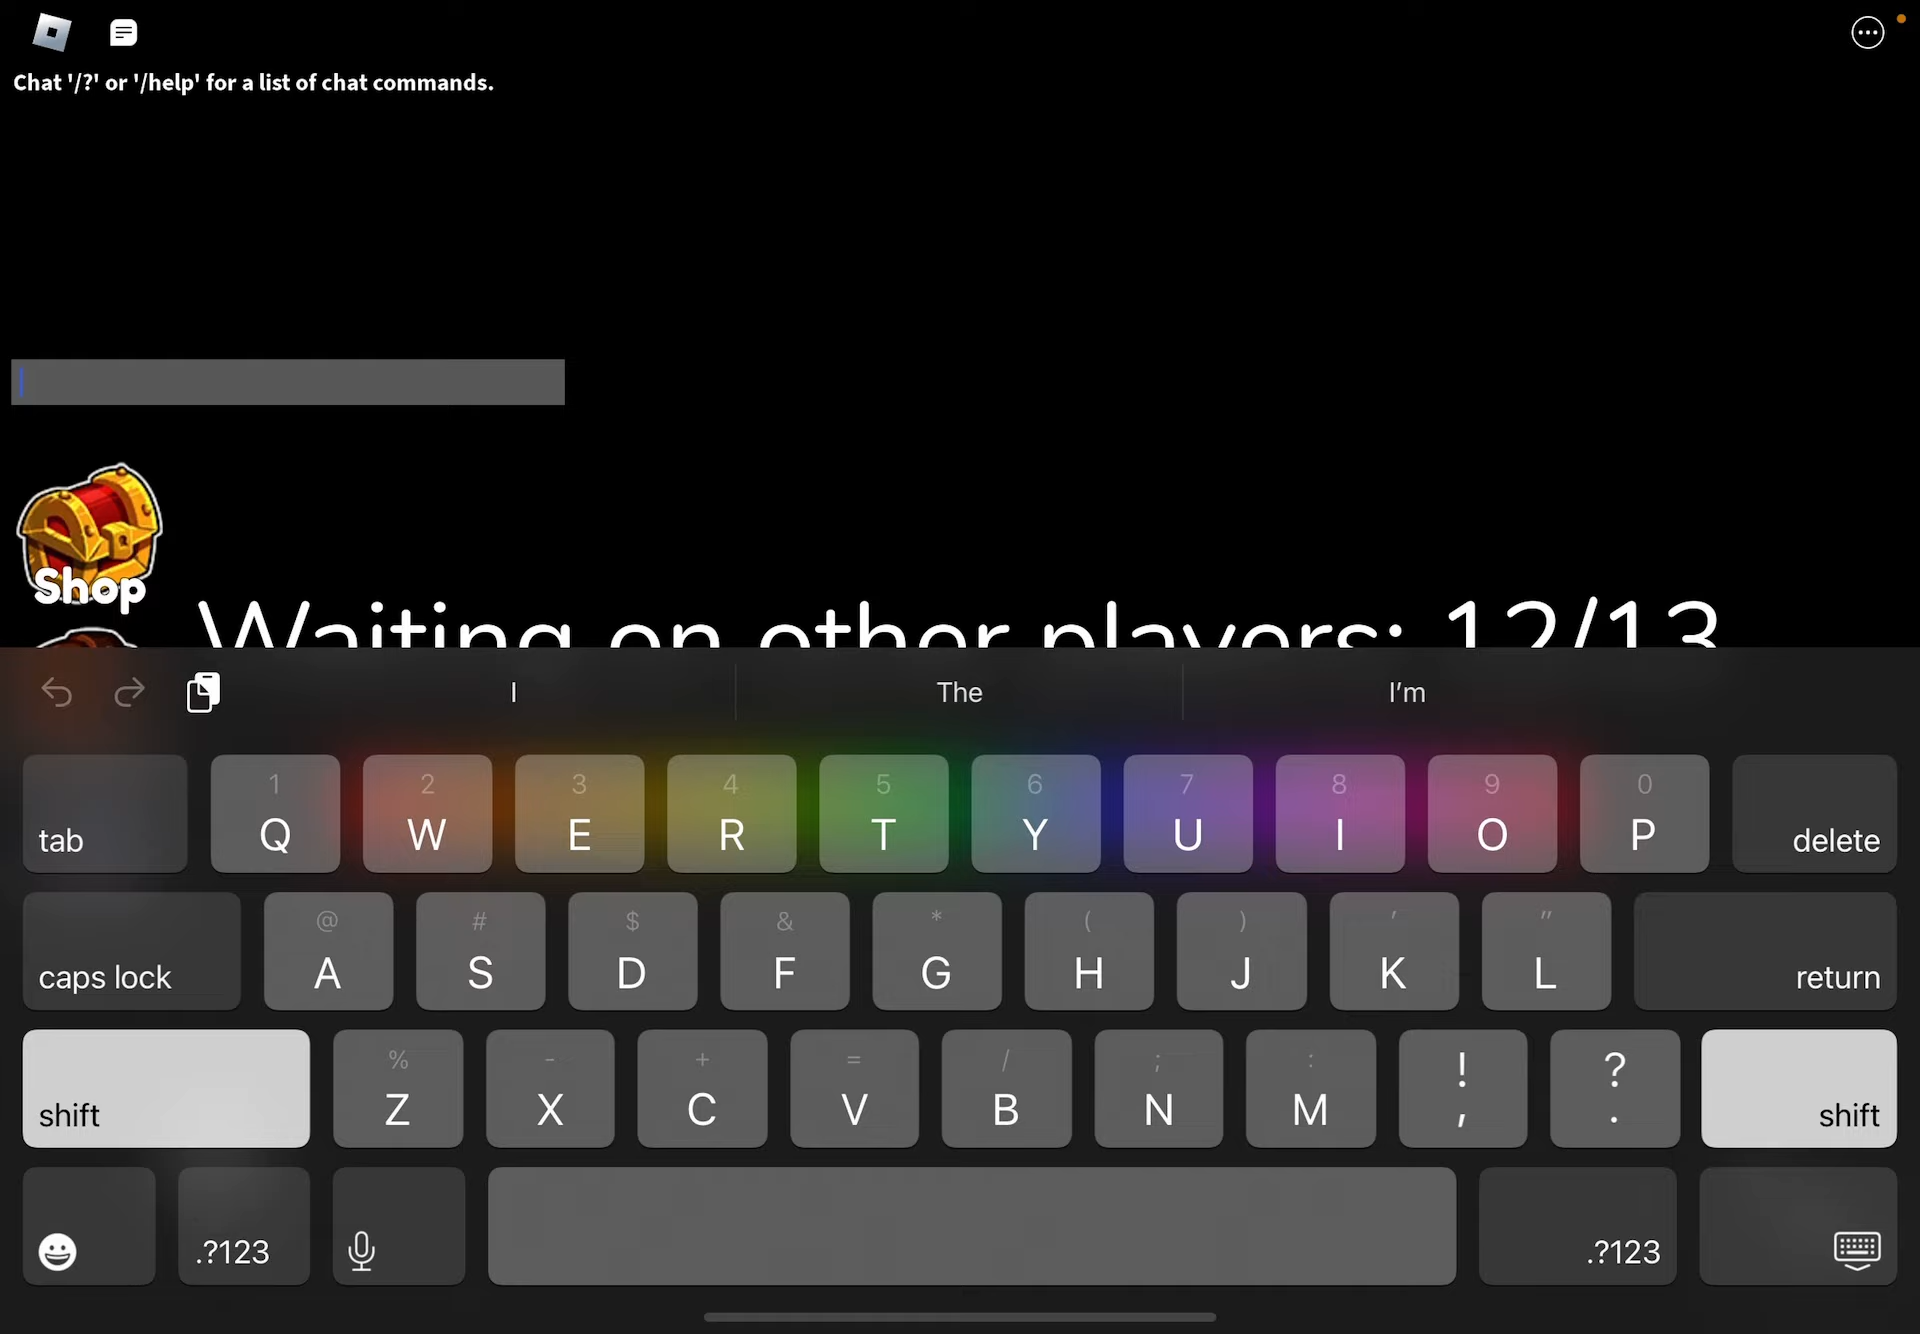 Chat '/?' or '/help' for a list of chat commands.
Shop
Waiting on other players: 12/13
I The I'm
tab 1 Q 2 W 3 E 4 R 5 T 6 Y 7 U 8 I 9 O 0 P delete
caps lock @ A # S $ D & F * G ( H ) J ' K " L return
shift % Z - X + C = V / B ; N : M ! , ? . shift
.?123 .?123